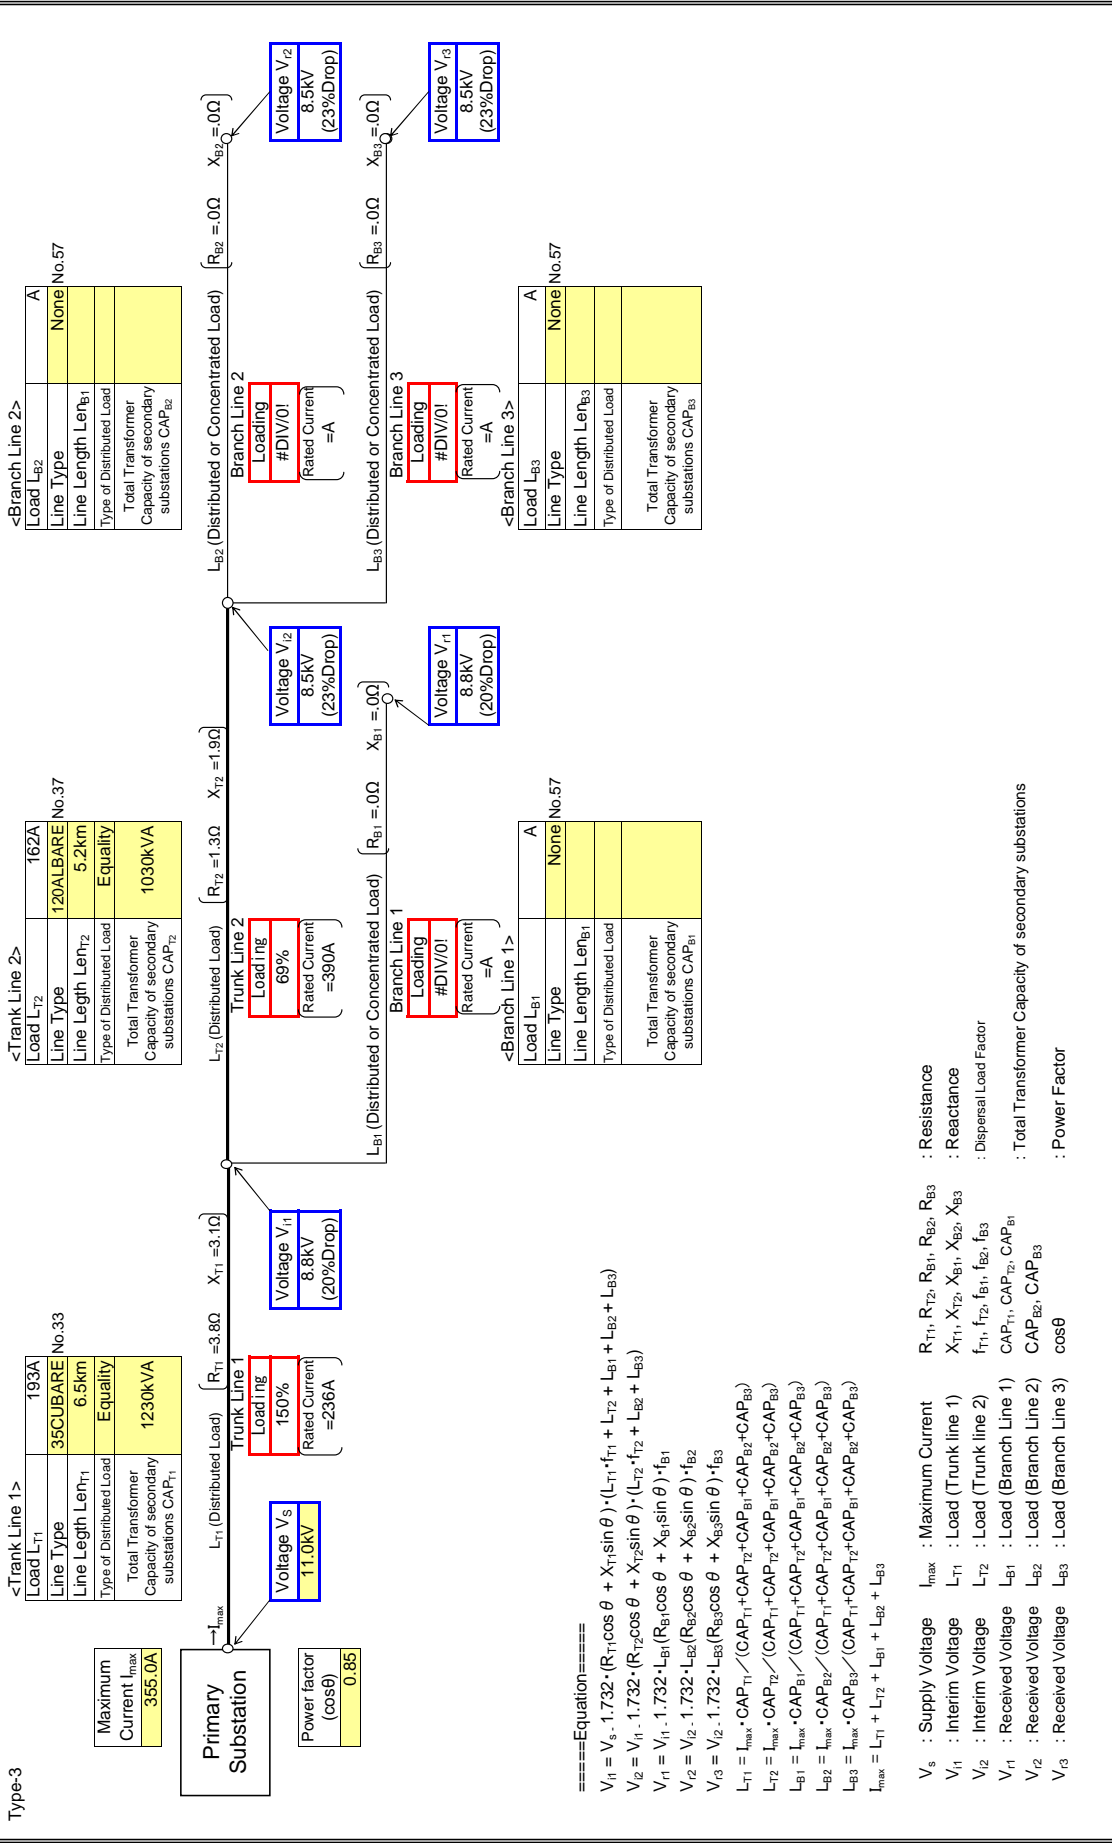 Type-3
Maximum
Current Imax
355.0A
Primary
Substation
Power factor
(cosθ)
0.85
→Imax
Voltage VS
11.0kV
<Trank Line 1>
Load LT1 193A
Line Type 35CUBARE No.33
Line Legth LenT1 6.5km
Type of Distributed Load Equality
Total Transformer
Capacity of secondary
substations CAPT1
1230kVA
LT1 (Distributed Load) RT1 =3.8Ω XT1 =3.1Ω
Trunk Line 1
Loading
150%
Rated Current
=236A
Voltage Vi1
8.8kV
(20%Drop)
<Trank Line 2>
Load LT2 162A
Line Type 120ALBARE No.37
Line Legth LenT2 5.2km
Type of Distributed Load Equality
Total Transformer
Capacity of secondary
substations CAPT2
1030kVA
LT2 (Distributed Load) RT2 =1.3Ω XT2 =1.9Ω
Trunk Line 2
Loading
69%
Rated Current
=390A
Voltage Vi2
8.5kV
(23%Drop)
LB1 (Distributed or Concentrated Load) RB1 =.0Ω XB1 =.0Ω
Branch Line 1
Loading
#DIV/0!
Rated Current
=A
Voltage Vr1
8.8kV
(20%Drop)
<Branch Line 1>
Load LB1 A
Line Type None No.57
Line Length LenB1
Type of Distributed Load
Total Transformer
Capacity of secondary
substations CAPB1
<Branch Line 2>
Load LB2 A
Line Type None No.57
Line Length LenB1
Type of Distributed Load
Total Transformer
Capacity of secondary
substations CAPB2
LB2 (Distributed or Concentrated Load) RB2 =.0Ω XB2 =.0Ω
Branch Line 2
Loading
#DIV/0!
Rated Current
=A
Voltage Vr2
8.5kV
(23%Drop)
LB3 (Distributed or Concentrated Load) RB3 =.0Ω XB3 =.0Ω
Branch Line 3
Loading
#DIV/0!
Rated Current
=A
Voltage Vr3
8.5kV
(23%Drop)
<Branch Line 3>
Load LB3 A
Line Type None No.57
Line Length LenB3
Type of Distributed Load
Total Transformer
Capacity of secondary
substations CAPB3
=====Equation=====
Vi1 = Vs - 1.732・(RT1cos θ + XT1sin θ)・(LT1・fT1 + LT2 + LB1 + LB2 + LB3)
Vi2 = Vi1 - 1.732・(RT2cos θ + XT2sin θ)・(LT2・fT2 + LB2 + LB3)
Vr1 = Vi1 - 1.732・LB1(RB1cos θ + XB1sin θ)・fB1
Vr2 = Vi2 - 1.732・LB2(RB2cos θ + XB2sin θ)・fB2
Vr3 = Vi2 - 1.732・LB3(RB3cos θ + XB3sin θ)・fB3
LT1 = Imax・CAPT1／(CAPT1+CAPT2+CAPB1+CAPB2+CAPB3)
LT2 = Imax・CAPT2／(CAPT1+CAPT2+CAPB1+CAPB2+CAPB3)
LB1 = Imax・CAPB1／(CAPT1+CAPT2+CAPB1+CAPB2+CAPB3)
LB2 = Imax・CAPB2／(CAPT1+CAPT2+CAPB1+CAPB2+CAPB3)
LB3 = Imax・CAPB3／(CAPT1+CAPT2+CAPB1+CAPB2+CAPB3)
Imax = LT1 + LT2 + LB1 + LB2 + LB3
Vs : Supply Voltage Imax : Maximum Current RT1, RT2, RB1, RB2, RB3 : Resistance
Vi1 : Interim Voltage LT1 : Load (Trunk line 1) XT1, XT2, XB1, XB2, XB3 : Reactance
Vi2 : Interim Voltage LT2 : Load (Trunk line 2) fT1, fT2, fB1, fB2, fB3 : Dispersal Load Factor
Vr1 : Received Voltage LB1 : Load (Branch Line 1) CAPT1, CAPT2, CAPB1 : Total Transformer Capacity of secondary substations
Vr2 : Received Voltage LB2 : Load (Branch Line 2) CAPB2, CAPB3
Vr3 : Received Voltage LB3 : Load (Branch Line 3) cosθ : Power Factor